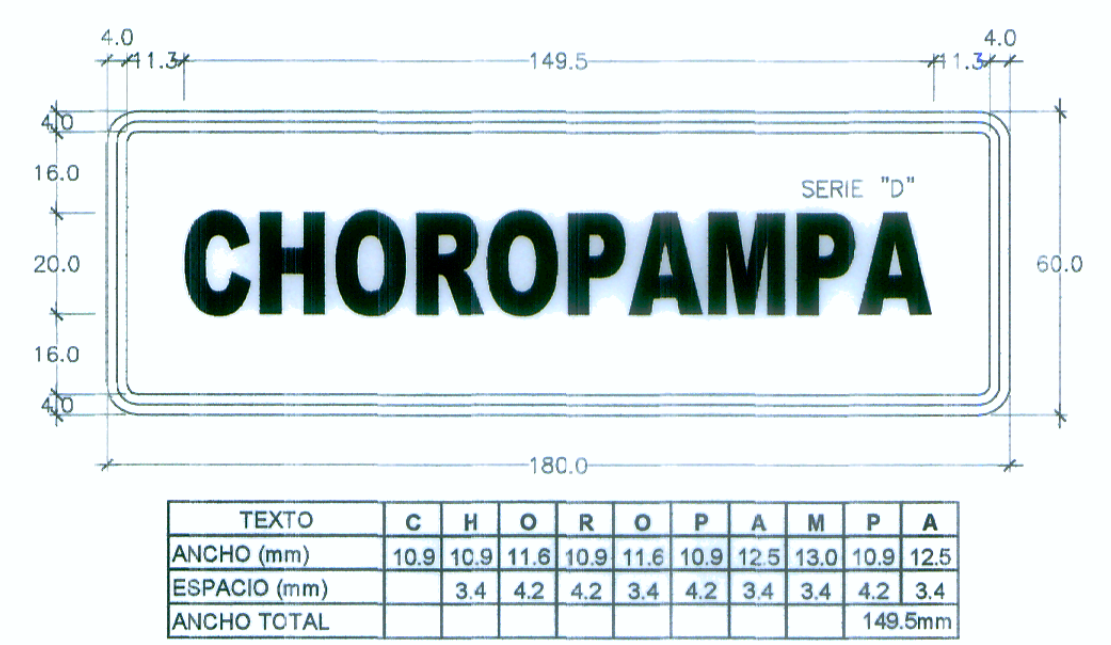 4.0 4.0
11.3 149.5 11.3
4.0
16.0
SERIE "D"
CHOROPAMPA
20.0 60.0
16.0
4.0
180.0
TEXTO C H O R O P A M P A
ANCHO (mm) 10.9 10.9 11.6 10.9 11.6 10.9 12.5 13.0 10.9 12.5
ESPACIO (mm) 3.4 4.2 4.2 3.4 4.2 3.4 3.4 4.2 3.4
ANCHO TOTAL 149.5mm